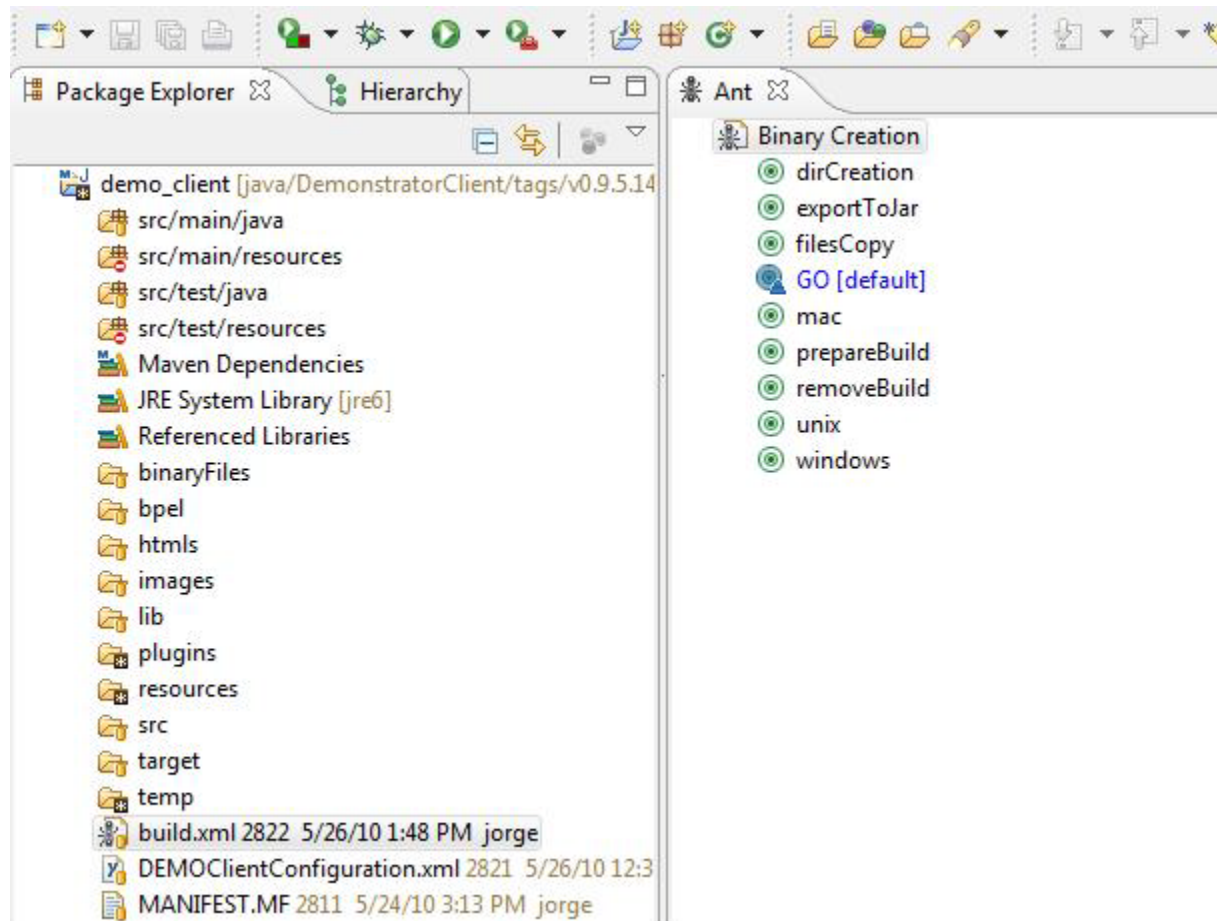 Package Explorer
Hierarchy
demo_client [java/DemonstratorClient/tags/v0.9.5.14
src/main/java
src/main/resources
src/test/java
src/test/resources
Maven Dependencies
JRE System Library [jre6]
Referenced Libraries
binaryFiles
bpel
htmls
images
lib
plugins
resources
src
target
temp
build.xml 2822 5/26/10 1:48 PM jorge
DEMOClientConfiguration.xml 2821 5/26/10 12:3
MANIFEST.MF 2811 5/24/10 3:13 PM jorge
Ant
Binary Creation
dirCreation
exportToJar
filesCopy
GO [default]
mac
prepareBuild
removeBuild
unix
windows